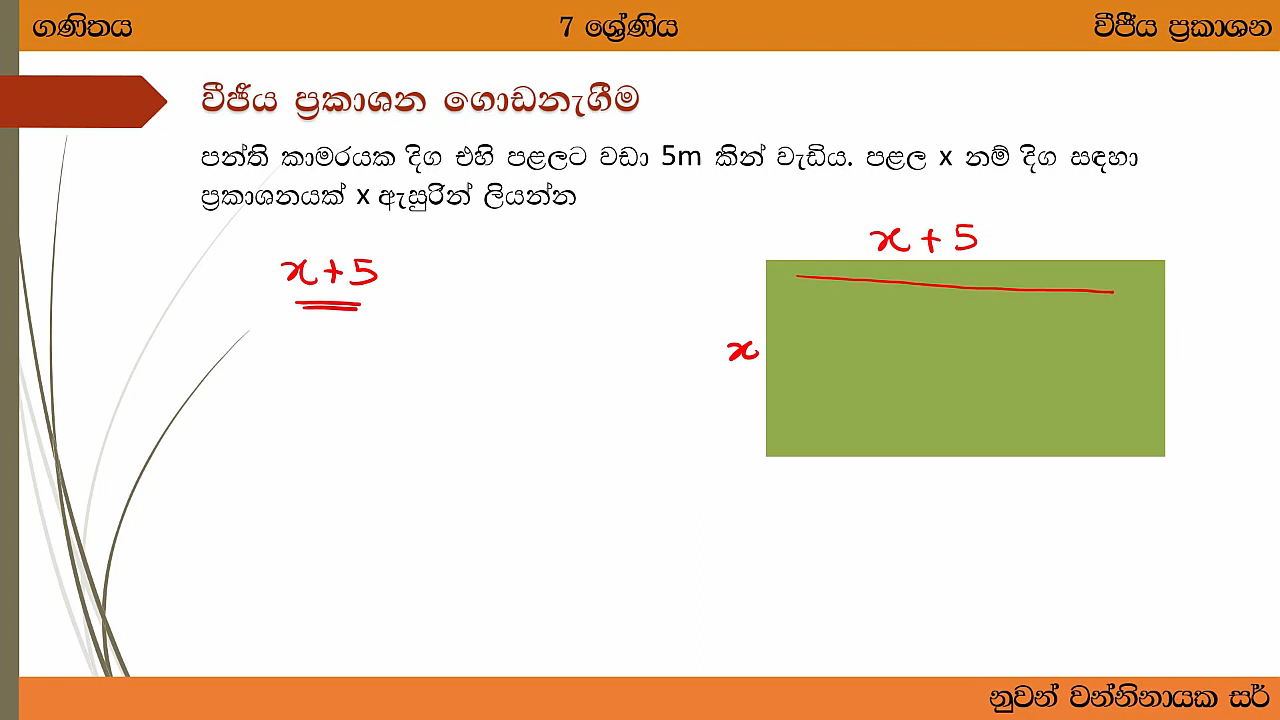 ගණිතය 7 ශ්‍රේණිය වීජීය ප්‍රකාශන
වීජීය ප්‍රකාශන ගොඩනැගීම
පන්ති කාමරයක දිග එහි පළලට වඩා 5m කින් වැඩිය. පළල x නම් දිග සඳහා
ප්‍රකාශනයක් x ඇසුරින් ලියන්න
x + 5
x + 5
x
නුවන් වන්නිනායක සර්